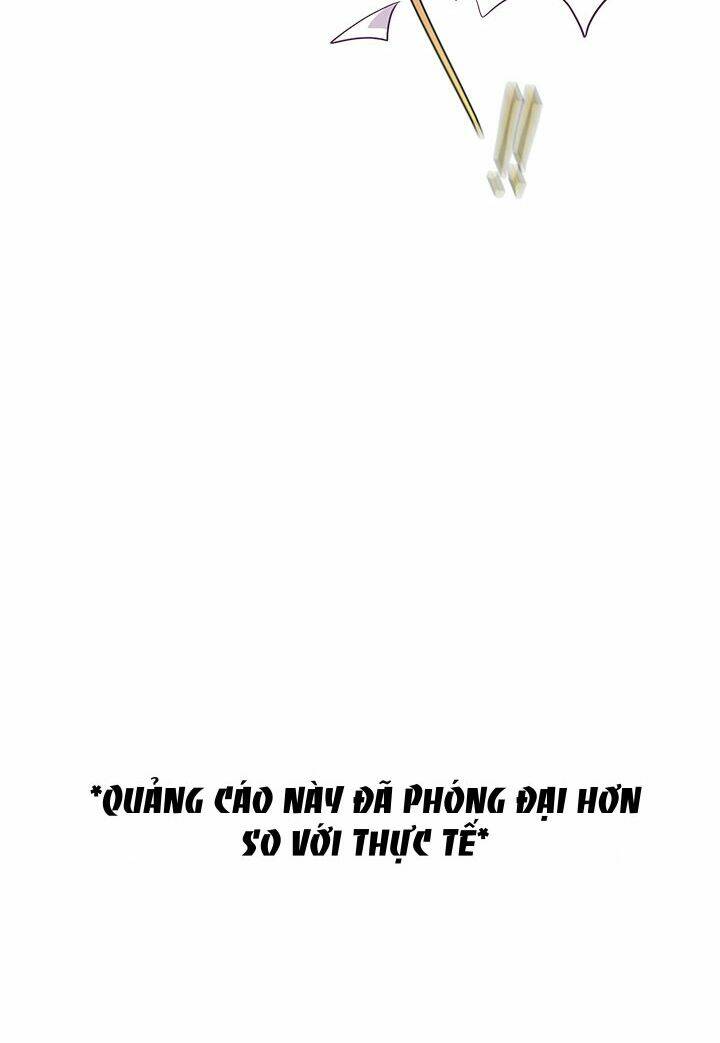 !!
*QUẢNG CÁO NÀY ĐÃ PHÓNG ĐẠI HƠN
SO VỚI THỰC TẾ*